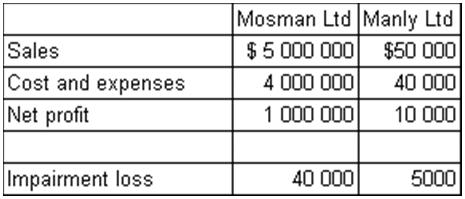 Mosman Ltd Manly Ltd
Sales $ 5 000 000 $50 000
Cost and expenses 4 000 000 40 000
Net profit 1 000 000 10 000
Impairment loss 40 000 5000